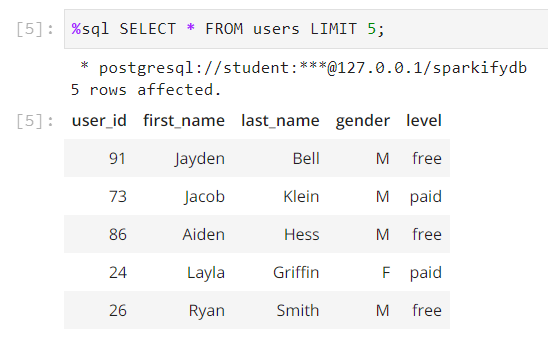 [5]: %sql SELECT * FROM users LIMIT 5;
* postgresql://student:***@127.0.0.1/sparkifydb
5 rows affected.
[5]: user_id first_name last_name gender level
91 Jayden Bell M free
73 Jacob Klein M paid
86 Aiden Hess M free
24 Layla Griffin F paid
26 Ryan Smith M free